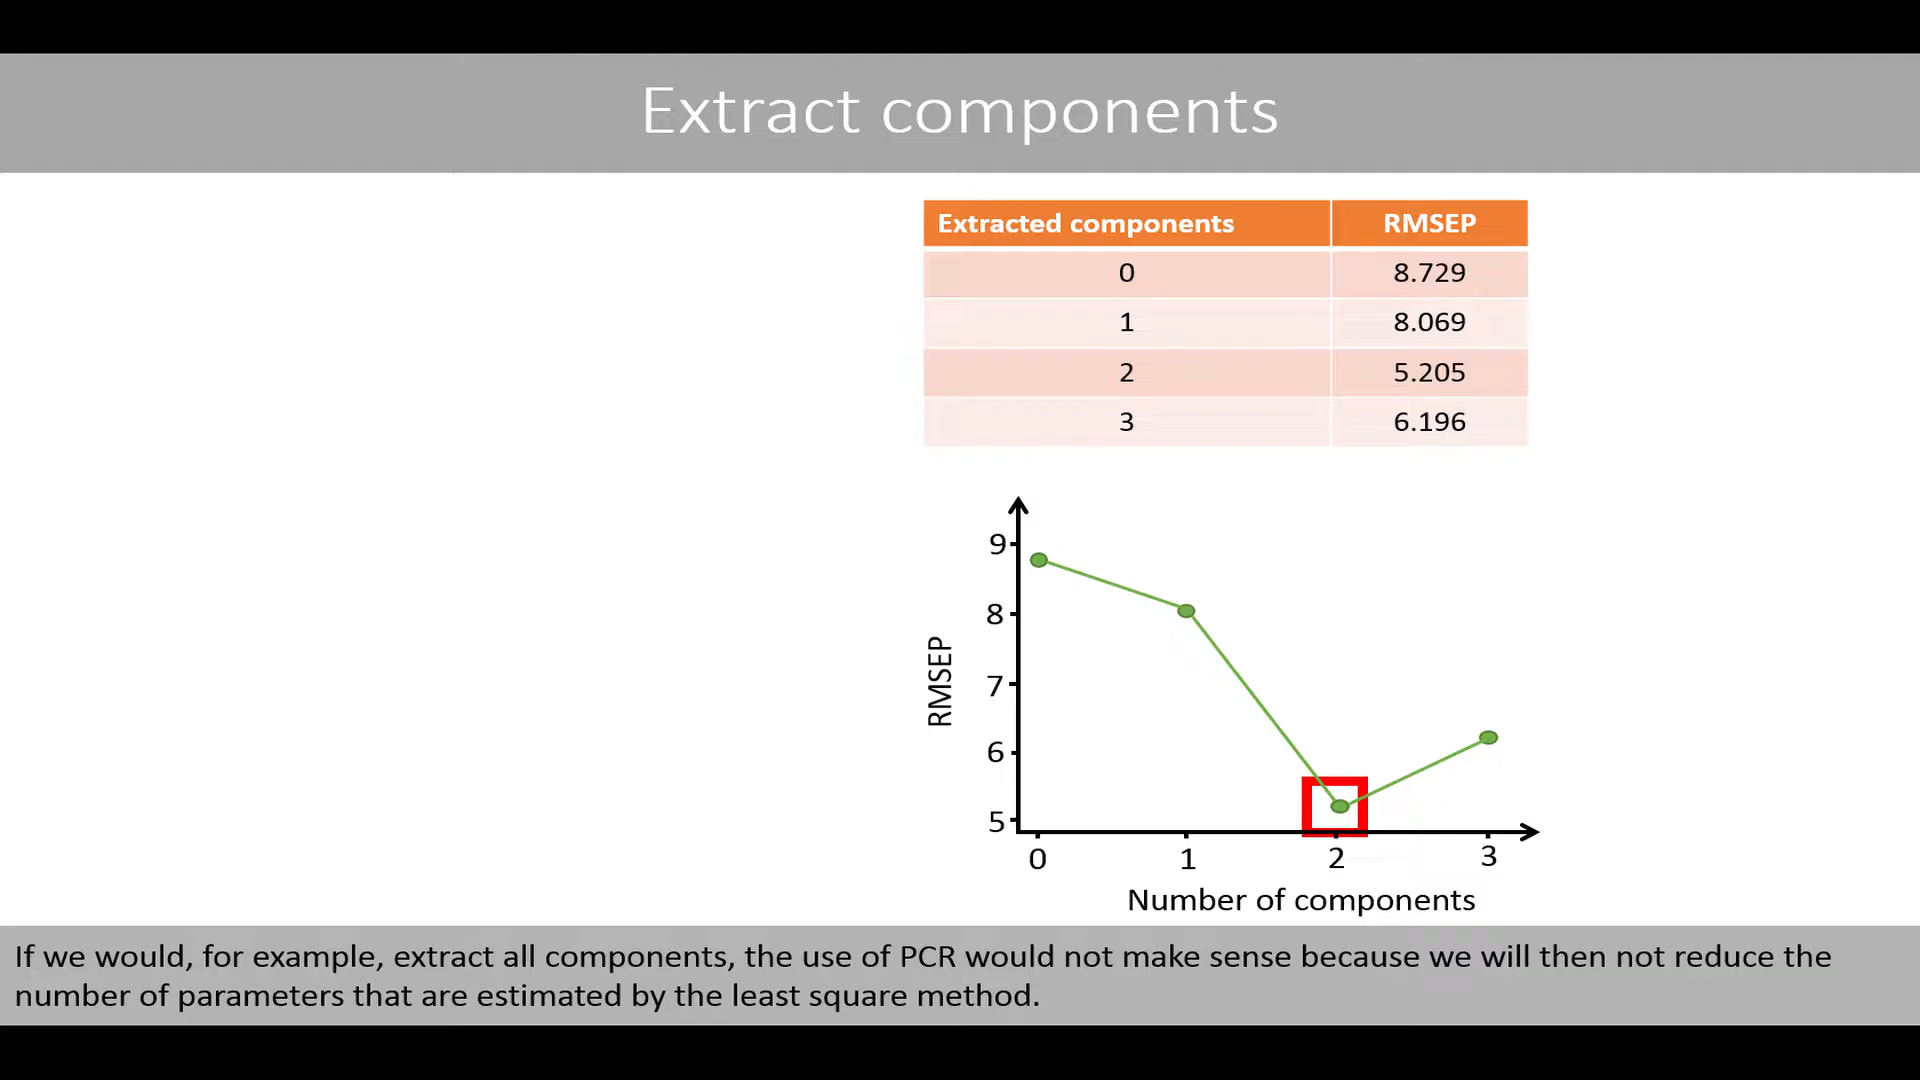 Extract components
Extracted components RMSEP
0 8.729
1 8.069
2 5.205
3 6.196
RMSEP
9
8
7
6
5
0 1 2 3
Number of components
If we would, for example, extract all components, the use of PCR would not make sense because we will then not reduce the
number of parameters that are estimated by the least square method.